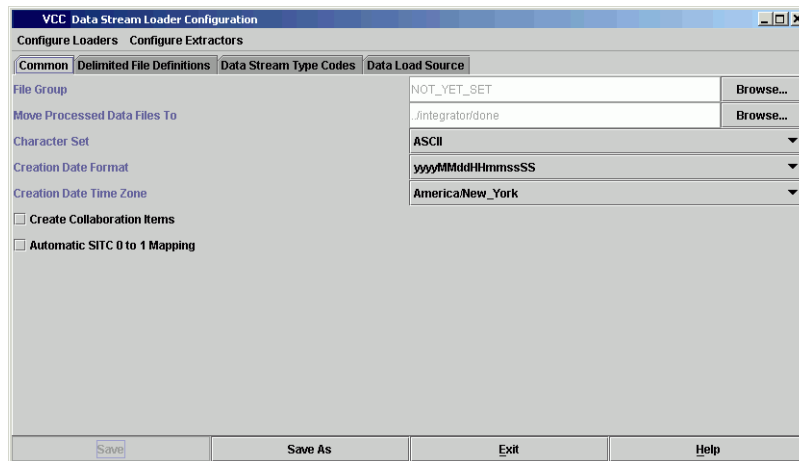 VCC Data Stream Loader Configuration
Configure Loaders Configure Extractors
Common Delimited File Definitions Data Stream Type Codes Data Load Source
File Group NOT_YET_SET Browse...
Move Processed Data Files To ../integrator/done Browse...
Character Set ASCII
Creation Date Format yyyyMMddHHmmssSS
Creation Date Time Zone America/New_York
Create Collaboration Items
Automatic SITC 0 to 1 Mapping
Save Save As Exit Help